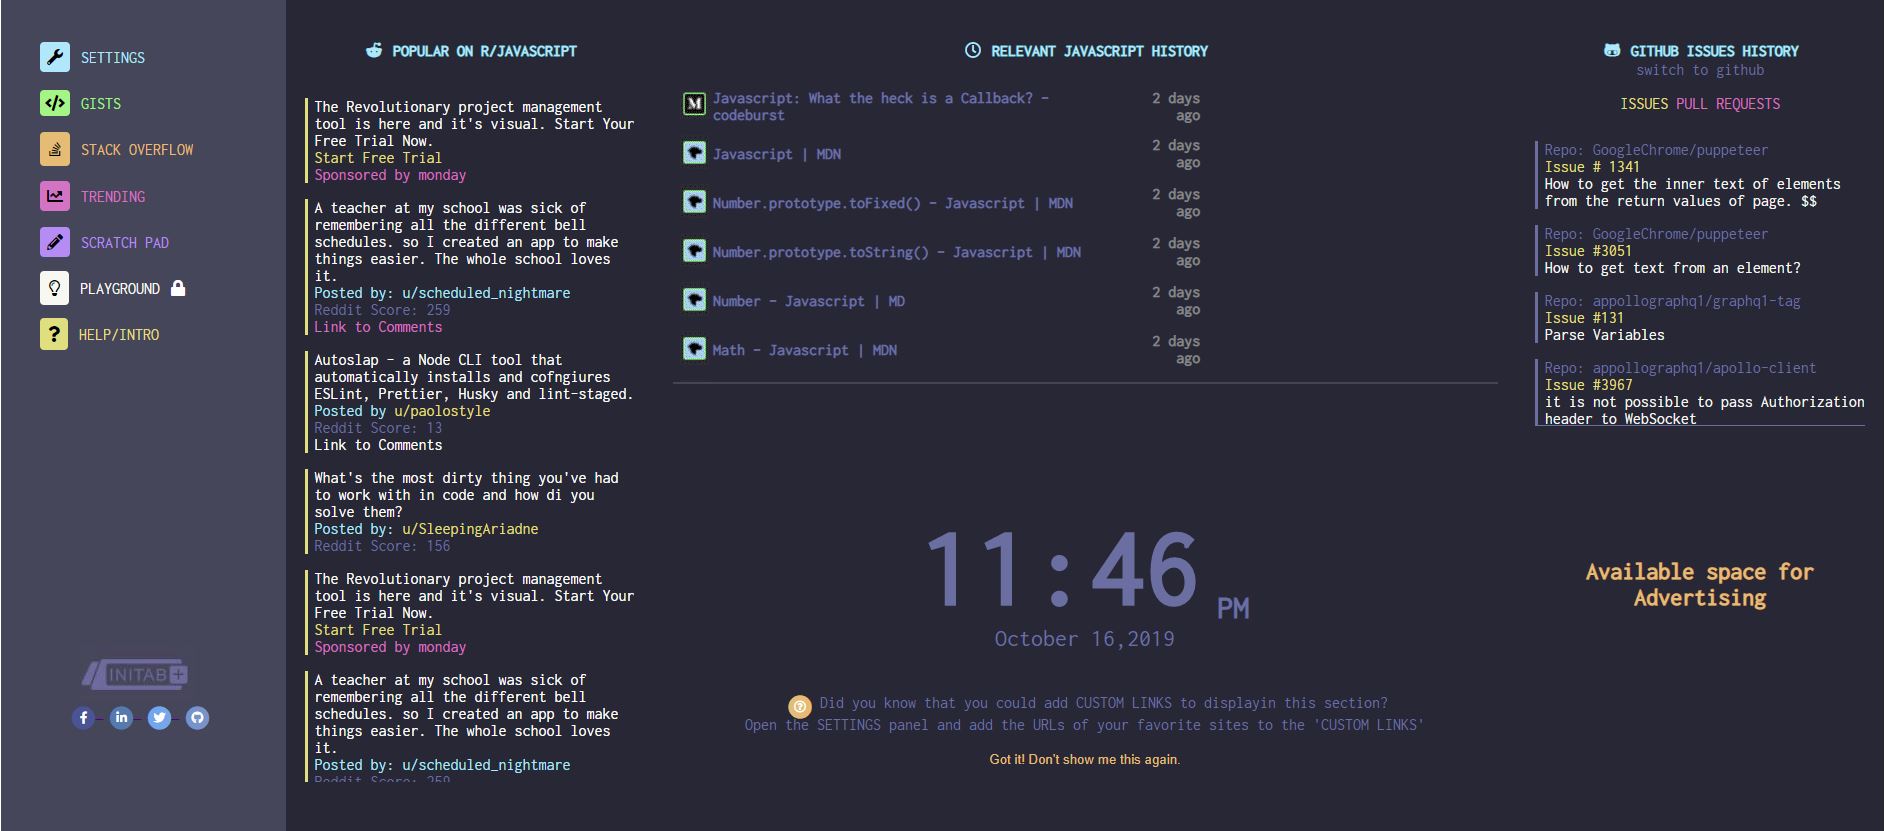 SETTINGS
GISTS
STACK OVERFLOW
TRENDING
SCRATCH PAD
PLAYGROUND
HELP/INTRO
INITAB+
POPULAR ON R/JAVASCRIPT
The Revolutionary project management
tool is here and it's visual. Start Your
Free Trial Now.
Start Free Trial
Sponsored by monday
A teacher at my school was sick of
remembering all the different bell
schedules. so I created an app to make
things easier. The whole school loves
it.
Posted by: u/scheduled_nightmare
Reddit Score: 259
Link to Comments
Autoslap - a Node CLI tool that
automatically installs and cofngiures
ESLint, Prettier, Husky and lint-staged.
Posted by u/paolostyle
Reddit Score: 13
Link to Comments
What's the most dirty thing you've had
to work with in code and how di you
solve them?
Posted by: u/SleepingAriadne
Reddit Score: 156
The Revolutionary project management
tool is here and it's visual. Start Your
Free Trial Now.
Start Free Trial
Sponsored by monday
A teacher at my school was sick of
remembering all the different bell
schedules. so I created an app to make
things easier. The whole school loves
it.
Posted by: u/scheduled_nightmare
Reddit Score: 259
RELEVANT JAVASCRIPT HISTORY
Javascript: What the heck is a Callback? - 2 days
codeburst ago
Javascript | MDN 2 days
ago
Number.prototype.toFixed() - Javascript | MDN 2 days
ago
Number.prototype.toString() - Javascript | MDN 2 days
ago
Number - Javascript | MD 2 days
ago
Math - Javascript | MDN 2 days
ago
11:46 PM
October 16,2019
Did you know that you could add CUSTOM LINKS to displayin this section?
Open the SETTINGS panel and add the URLs of your favorite sites to the 'CUSTOM LINKS'
Got it! Don't show me this again.
GITHUB ISSUES HISTORY
switch to github
ISSUES PULL REQUESTS
Repo: GoogleChrome/puppeteer
Issue # 1341
How to get the inner text of elements
from the return values of page. $$
Repo: GoogleChrome/puppeteer
Issue #3051
How to get text from an element?
Repo: appollographq1/graphq1-tag
Issue #131
Parse Variables
Repo: appollographq1/apollo-client
Issue #3967
it is not possible to pass Authorization
header to WebSocket
Available space for
Advertising